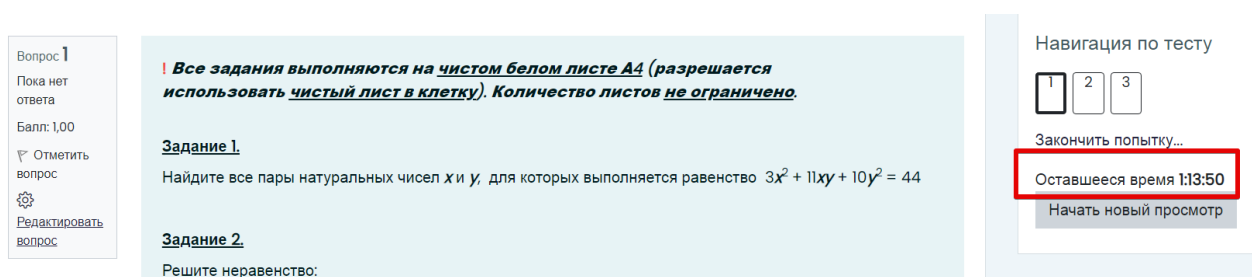 Вопрос 1
Пока нет
ответа
Балл: 1,00
Отметить
вопрос
Редактировать
вопрос
! Все задания выполняются на чистом белом листе А4 (разрешается
использовать чистый лист в клетку). Количество листов не ограничено.
Задание 1.
Найдите все пары натуральных чисел x и y, для которых выполняется равенство 3x² + 11xy + 10y² = 44
Задание 2.
Решите неравенство:
Навигация по тесту
1 2 3
Закончить попытку...
Оставшееся время 1:13:50
Начать новый просмотр